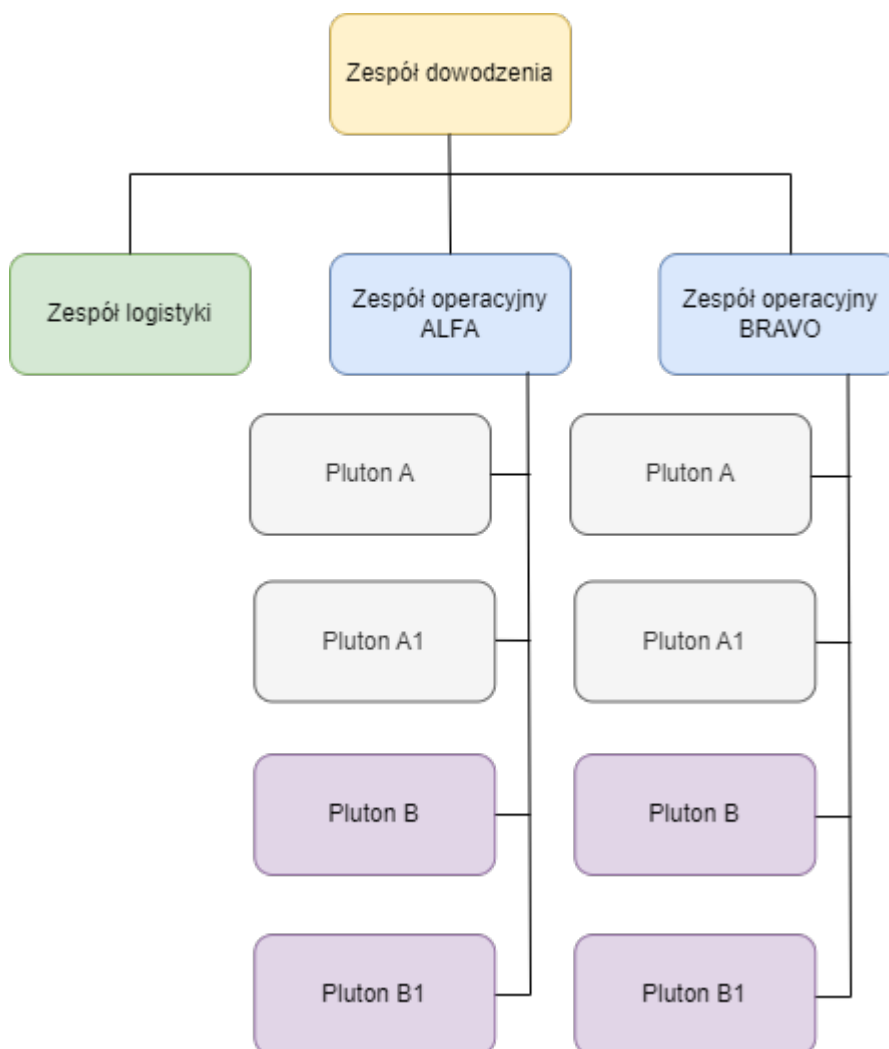 Zespół dowodzenia
Zespół logistyki
Zespół operacyjny
ALFA
Zespół operacyjny
BRAVO
Pluton A
Pluton A
Pluton A1
Pluton A1
Pluton B
Pluton B
Pluton B1
Pluton B1